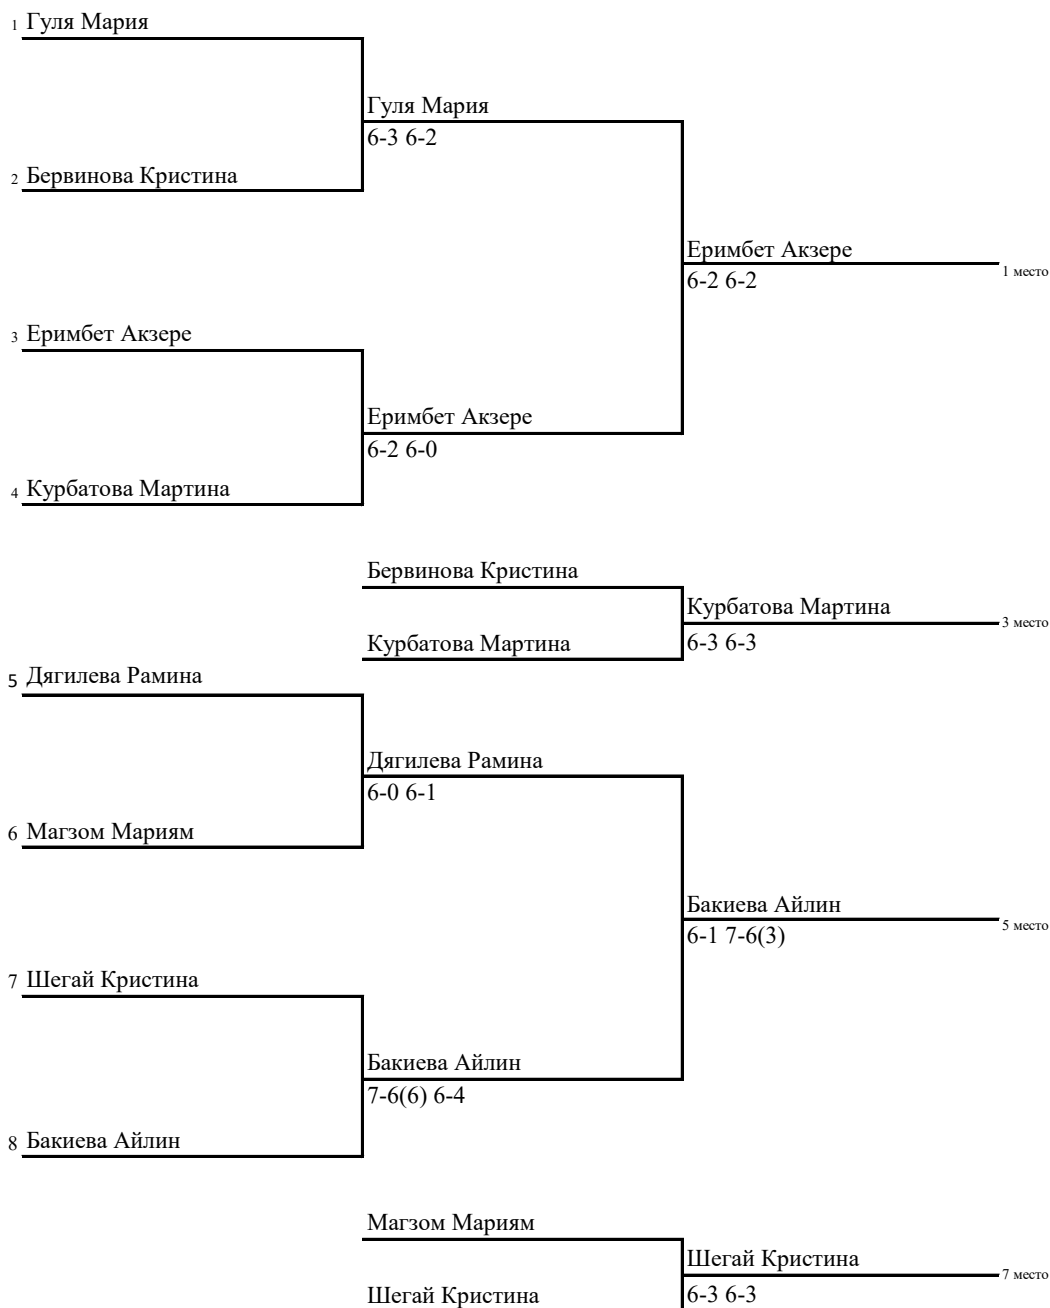 1 Гуля Мария
Гуля Мария
6-3 6-2
2 Бервинова Кристина
Еримбет Акзере
1 место
6-2 6-2
3 Еримбет Акзере
Еримбет Акзере
6-2 6-0
4 Курбатова Мартина
Бервинова Кристина
Курбатова Мартина
3 место
Курбатова Мартина
6-3 6-3
5 Дягилева Рамина
Дягилева Рамина
6-0 6-1
6 Магзом Мариям
Бакиева Айлин
5 место
6-1 7-6(3)
7 Шегай Кристина
Бакиева Айлин
7-6(6) 6-4
8 Бакиева Айлин
Магзом Мариям
Шегай Кристина
7 место
Шегай Кристина
6-3 6-3